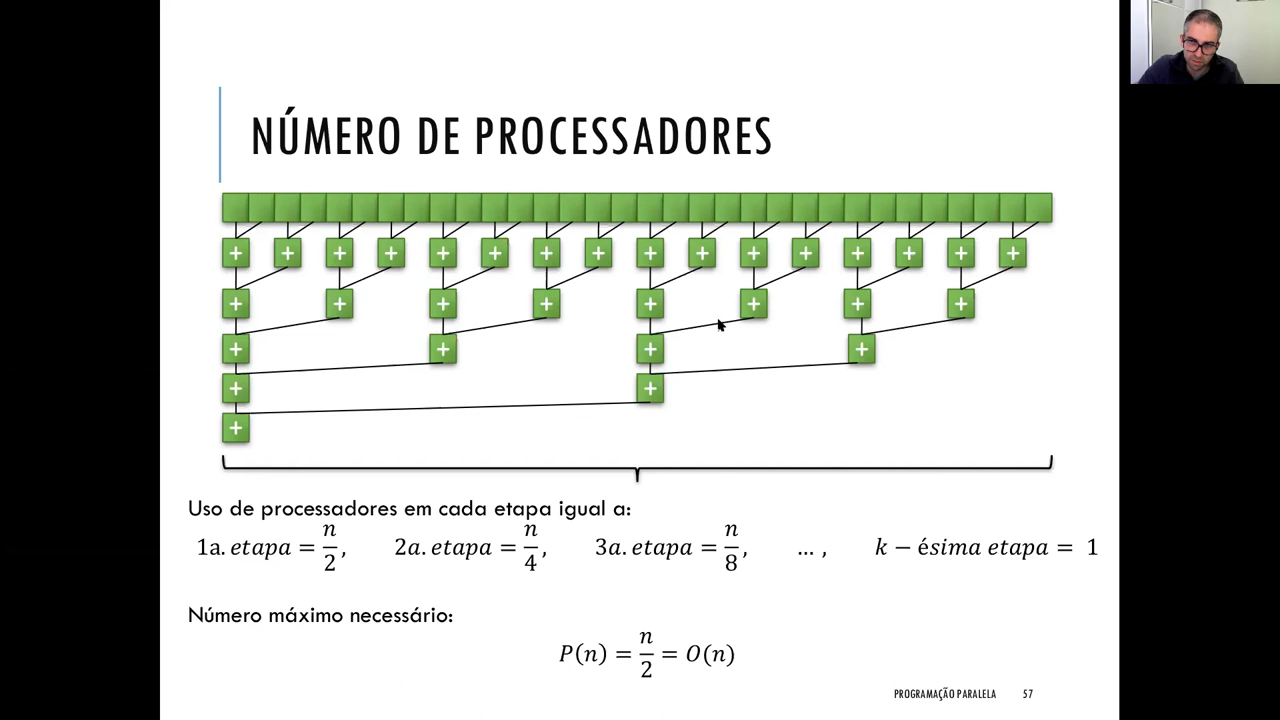 NÚMERO DE PROCESSADORES
+ + + + + + + + + + + + + + + +
+ + + + + + + +
+ + + +
+ +
+
Uso de processadores em cada etapa igual a:
1a. etapa = n/2, 2a. etapa = n/4, 3a. etapa = n/8, … , k − ésima etapa = 1
Número máximo necessário:
P(n) = n/2 = O(n)
PROGRAMAÇÃO PARALELA 57